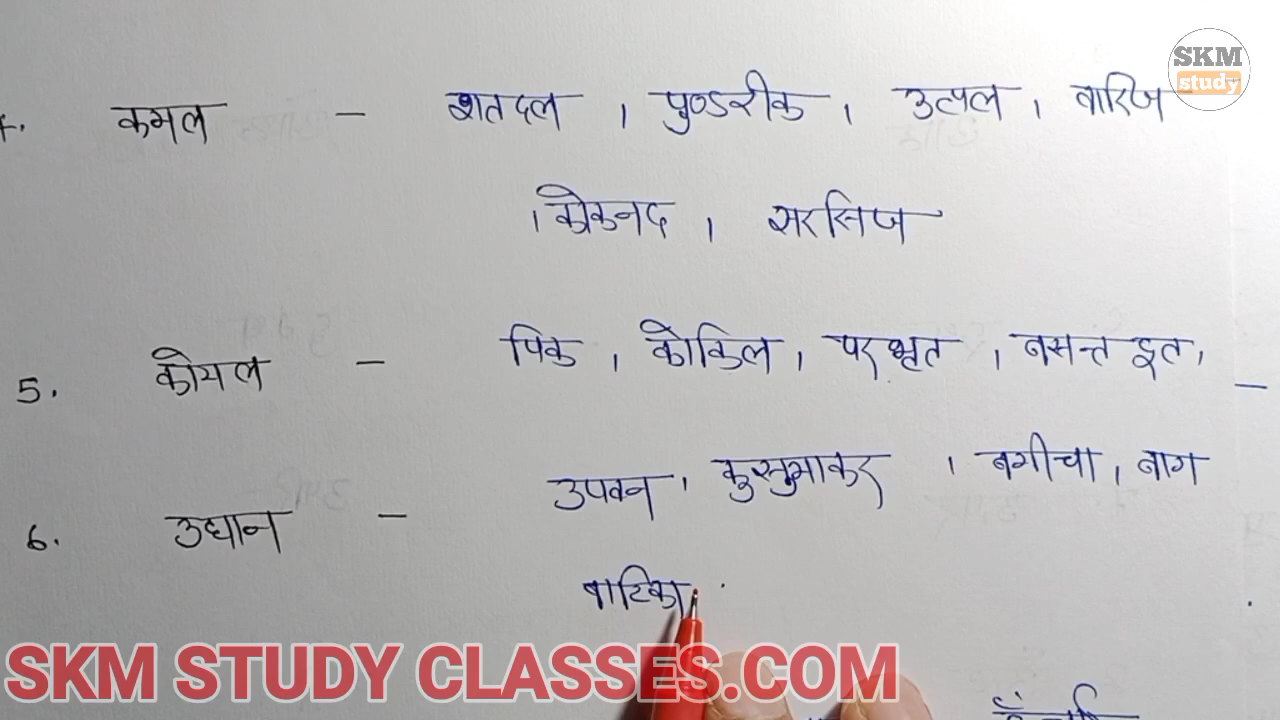 SKM
study
4. कमल – शतदल, पुण्डरीक, उत्पल, वारिज
, कोकनद, सरसिज
5. कोयल – पिक, कोकिल, परभृत, बसन्त दूत, –
6. उद्यान – उपवन, कुसुमाकर, बगीचा, बाग
बाटिका
SKM STUDY CLASSES.COM